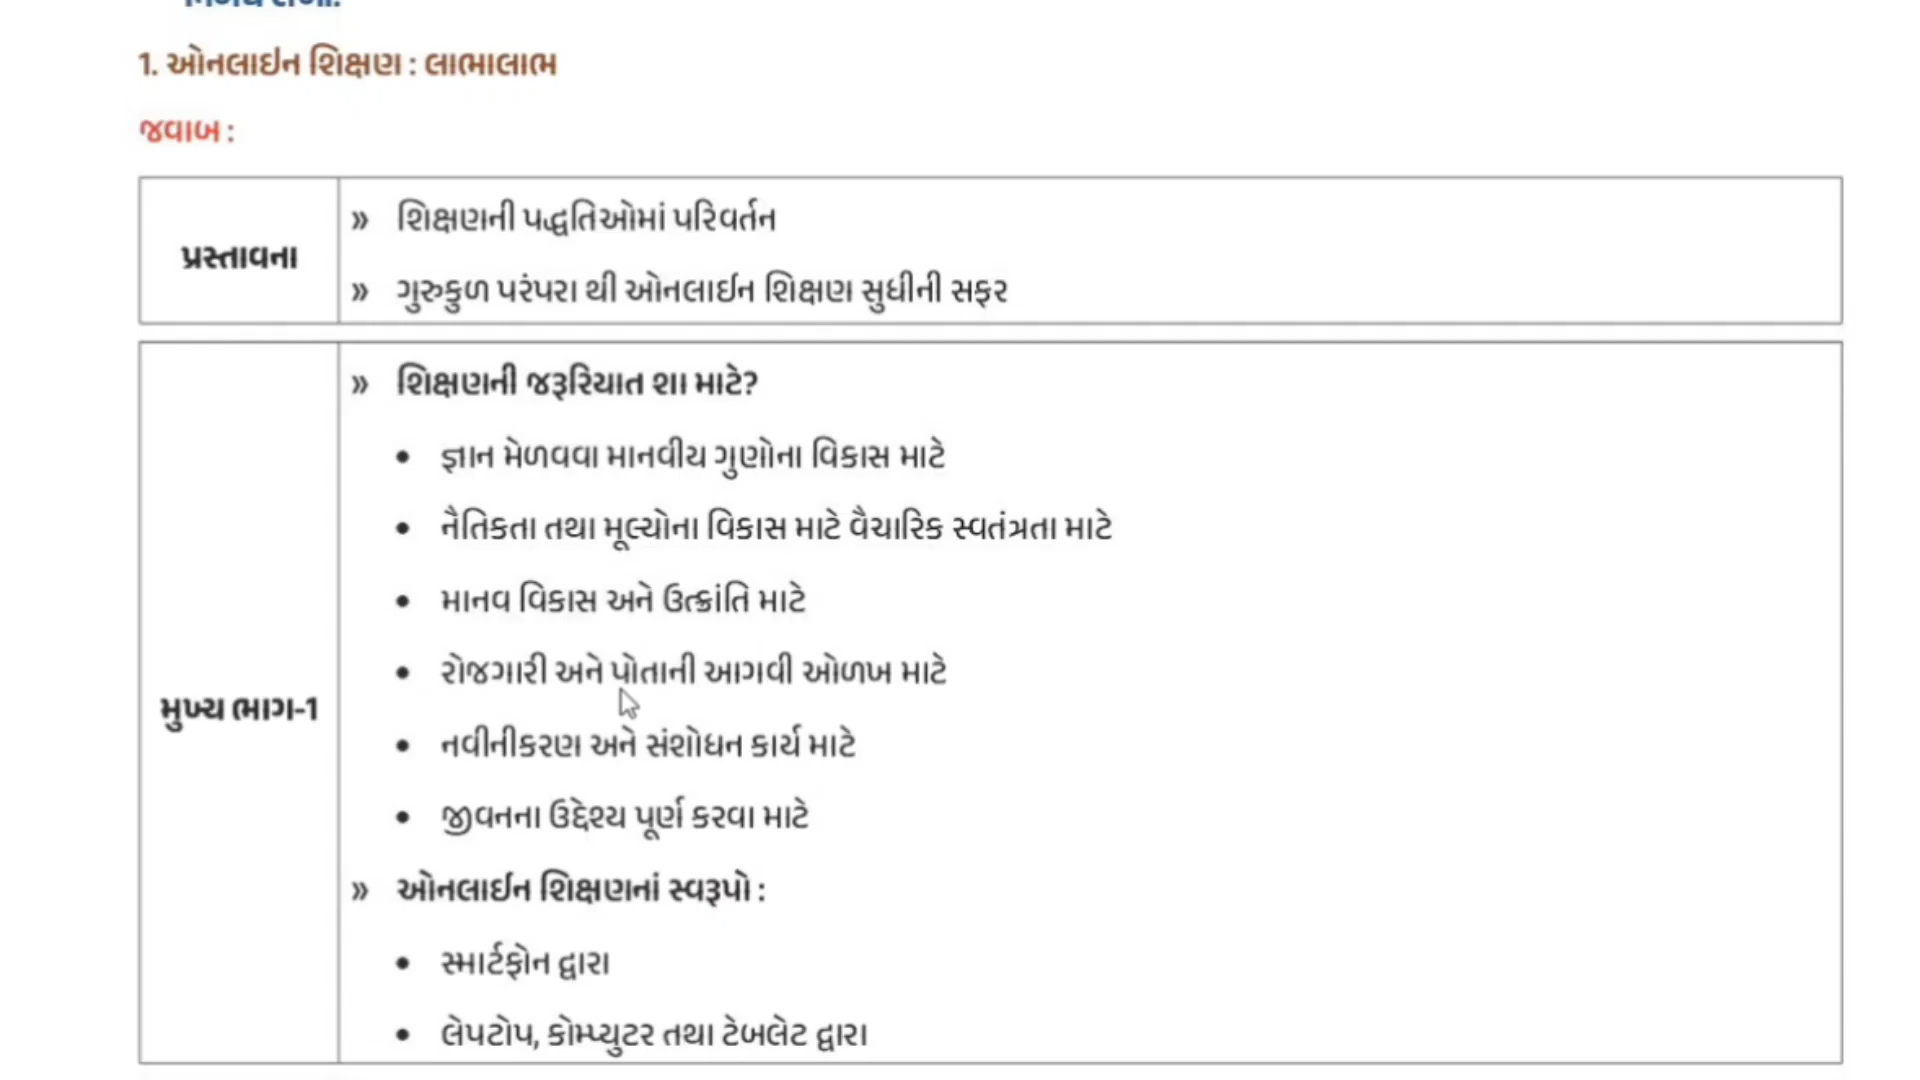 1. ઓનલાઇન શિક્ષણ : લાભાલાભ
જવાબ :
પ્રસ્તાવના
» શિક્ષણની પદ્ધતિઓમાં પરિવર્તન
» ગુરુકુળ પરંપરા થી ઓનલાઈન શિક્ષણ સુધીની સફર
મુખ્ય ભાગ-1
» શિક્ષણની જરૂરિયાત શા માટે?
• જ્ઞાન મેળવવા માનવીય ગુણોના વિકાસ માટે
• નૈતિકતા તથા મૂલ્યોના વિકાસ માટે વૈચારિક સ્વતંત્રતા માટે
• માનવ વિકાસ અને ઉત્ક્રાંતિ માટે
• રોજગારી અને પોતાની આગવી ઓળખ માટે
• નવીનીકરણ અને સંશોધન કાર્ય માટે
• જીવનના ઉદ્દેશ્ય પૂર્ણ કરવા માટે
» ઓનલાઈન શિક્ષણનાં સ્વરૂપો :
• સ્માર્ટફોન દ્વારા
• લેપટોપ, કોમ્પ્યુટર તથા ટેબલેટ દ્વારા